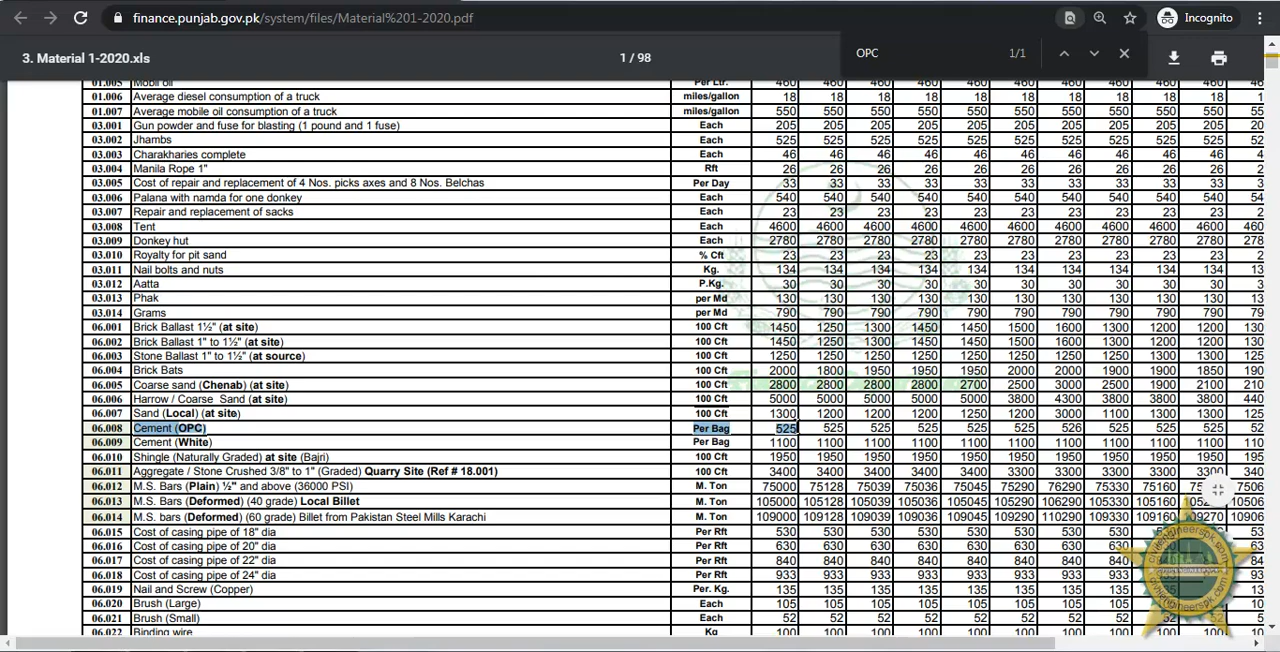 finance.punjab.gov.pk/system/files/Material%201-2020.pdf
Incognito
3. Material 1-2020.xls
1 / 98
OPC 1/1
01.005 Mobil oil Per Ltr. 460 460 460 460 460 460 460 460 460 460 46
01.006 Average diesel consumption of a truck miles/gallon 18 18 18 18 18 18 18 18 18 18 1
01.007 Average mobile oil consumption of a truck miles/gallon 550 550 550 550 550 550 550 550 550 550 55
03.001 Gun powder and fuse for blasting (1 pound and 1 fuse) Each 205 205 205 205 205 205 205 205 205 205 20
03.002 Jhambs Each 525 525 525 525 525 525 525 525 525 525 52
03.003 Charakharies complete Each 46 46 46 46 46 46 46 46 46 46 4
03.004 Manila Rope 1" Rft 26 26 26 26 26 26 26 26 26 26 2
03.005 Cost of repair and replacement of 4 Nos. picks axes and 8 Nos. Belchas Per Day 33 33 33 33 33 33 33 33 33 33 3
03.006 Palana with namda for one donkey Each 540 540 540 540 540 540 540 540 540 540 54
03.007 Repair and replacement of sacks Each 23 23 23 23 23 23 23 23 23 23 2
03.008 Tent Each 4600 4600 4600 4600 4600 4600 4600 4600 4600 4600 460
03.009 Donkey hut Each 2780 2780 2780 2780 2780 2780 2780 2780 2780 2780 278
03.010 Royalty for pit sand % Cft 23 23 23 23 23 23 23 23 23 23 2
03.011 Nail bolts and nuts Kg. 134 134 134 134 134 134 134 134 134 134 13
03.012 Aatta P.Kg. 30 30 30 30 30 30 30 30 30 30 3
03.013 Phak per Md 130 130 130 130 130 130 130 130 130 130 13
03.014 Grams per Md 790 790 790 790 790 790 790 790 790 790 79
06.001 Brick Ballast 1½" (at site) 100 Cft 1450 1250 1300 1450 1450 1500 1600 1300 1200 1200 130
06.002 Brick Ballast 1" to 1½" (at site) 100 Cft 1450 1250 1300 1450 1450 1500 1600 1300 1200 1200 130
06.003 Stone Ballast 1" to 1½" (at source) 100 Cft 1250 1250 1250 1250 1250 1250 1250 1250 1300 1300 125
06.004 Brick Bats 100 Cft 2000 1800 1950 1950 1950 2000 2000 1900 1900 1850 190
06.005 Coarse sand (Chenab) (at site) 100 Cft 2800 2800 2800 2800 2700 2500 3000 2500 1900 2100 210
06.006 Harrow / Coarse Sand (at site) 100 Cft 5000 5000 5000 5000 5000 3800 4300 3800 3800 3800 440
06.007 Sand (Local) (at site) 100 Cft 1300 1200 1200 1200 1250 1200 3000 1100 1300 1300 125
06.008 Cement (OPC) Per Bag 525 525 525 525 525 525 526 525 525 525 52
06.009 Cement (White) Per Bag 1100 1100 1100 1100 1100 1100 1100 1100 1100 1100 110
06.010 Shingle (Naturally Graded) at site (Bajri) 100 Cft 1950 1950 1950 1950 1950 1950 1950 1950 1950 1950 195
06.011 Aggregate / Stone Crushed 3/8" to 1" (Graded) Quarry Site (Ref # 18.001) 100 Cft 3400 3400 3400 3400 3400 3300 3300 3300 3300 3300 340
06.012 M.S. Bars (Plain) ½" and above (36000 PSI) M. Ton 75000 75128 75039 75036 75045 75290 76290 75330 75160 7506
06.013 M.S. Bars (Deformed) (40 grade) Local Billet M. Ton 105000 105128 105039 105036 105045 105290 106290 105330 105160 10506
06.014 M.S. bars (Deformed) (60 grade) Billet from Pakistan Steel Mills Karachi M. Ton 109000 109128 109039 109036 109045 109290 110290 109330 109160 109270 10906
06.015 Cost of casing pipe of 18" dia Per Rft 530 530 530 530 530 530 530 530 530 530 53
06.016 Cost of casing pipe of 20" dia Per Rft 630 630 630 630 630 630 630 630 630 63
06.017 Cost of casing pipe of 22" dia Per Rft 840 840 840 840 840 840 840 840 840 84
06.018 Cost of casing pipe of 24" dia Per Rft 933 933 933 933 933 933 933 933 933 93
06.019 Nail and Screw (Copper) Per. Kg. 135 135 135 135 135 135 135 135 135 13
06.020 Brush (Large) Each 105 105 105 105 105 105 105 105 105 10
06.021 Brush (Small) Each 52 52 52 52 52 52 52 52 52 52 5
06.022 Binding wire Kg 100 100 100 100 100 100 100 100 100 100 10
civilengineerspk.com
civilengineerspk.com